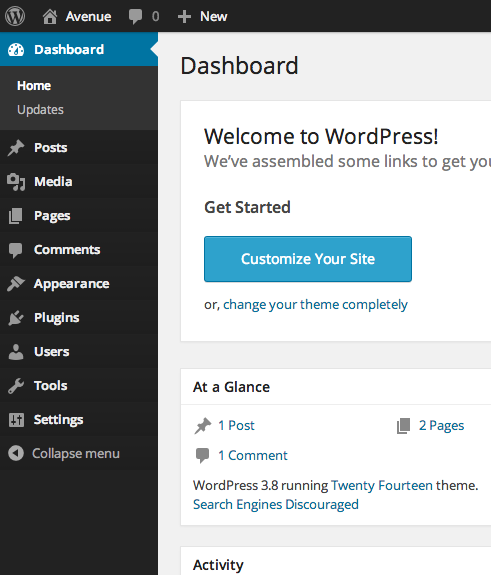 Avenue 0 New
Dashboard
Home
Updates
Posts
Media
Pages
Comments
Appearance
Plugins
Users
Tools
Settings
Collapse menu
Dashboard
Welcome to WordPress!
We've assembled some links to get you
Get Started
Customize Your Site
or, change your theme completely
At a Glance
1 Post 2 Pages
1 Comment
WordPress 3.8 running Twenty Fourteen theme.
Search Engines Discouraged
Activity